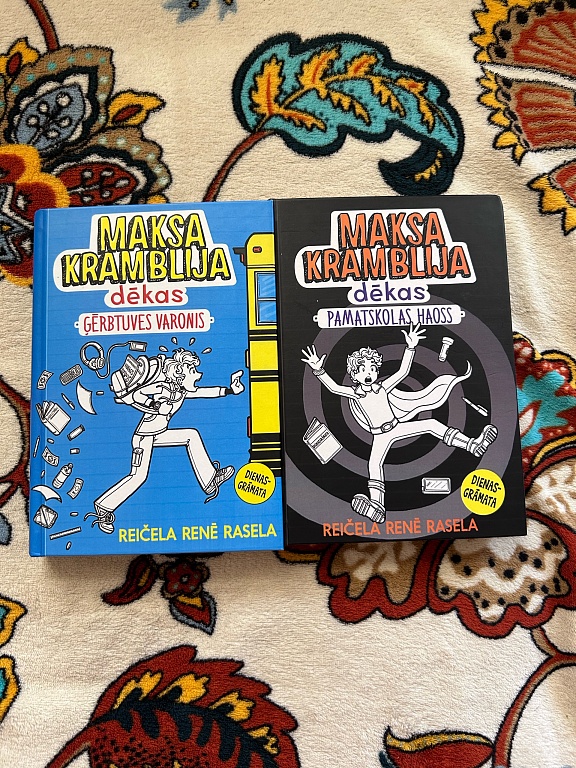 MAKSA
KRAMBLIJA
dēkas
ĢĒRBTUVES VARONIS
DIENAS-
GRĀMATA
REIČELA RENĒ RASELA
MAKSA
KRAMBLIJA
dēkas
PAMATSKOLAS HAOSS
DIENAS-
GRĀMATA
REIČELA RENĒ RASELA